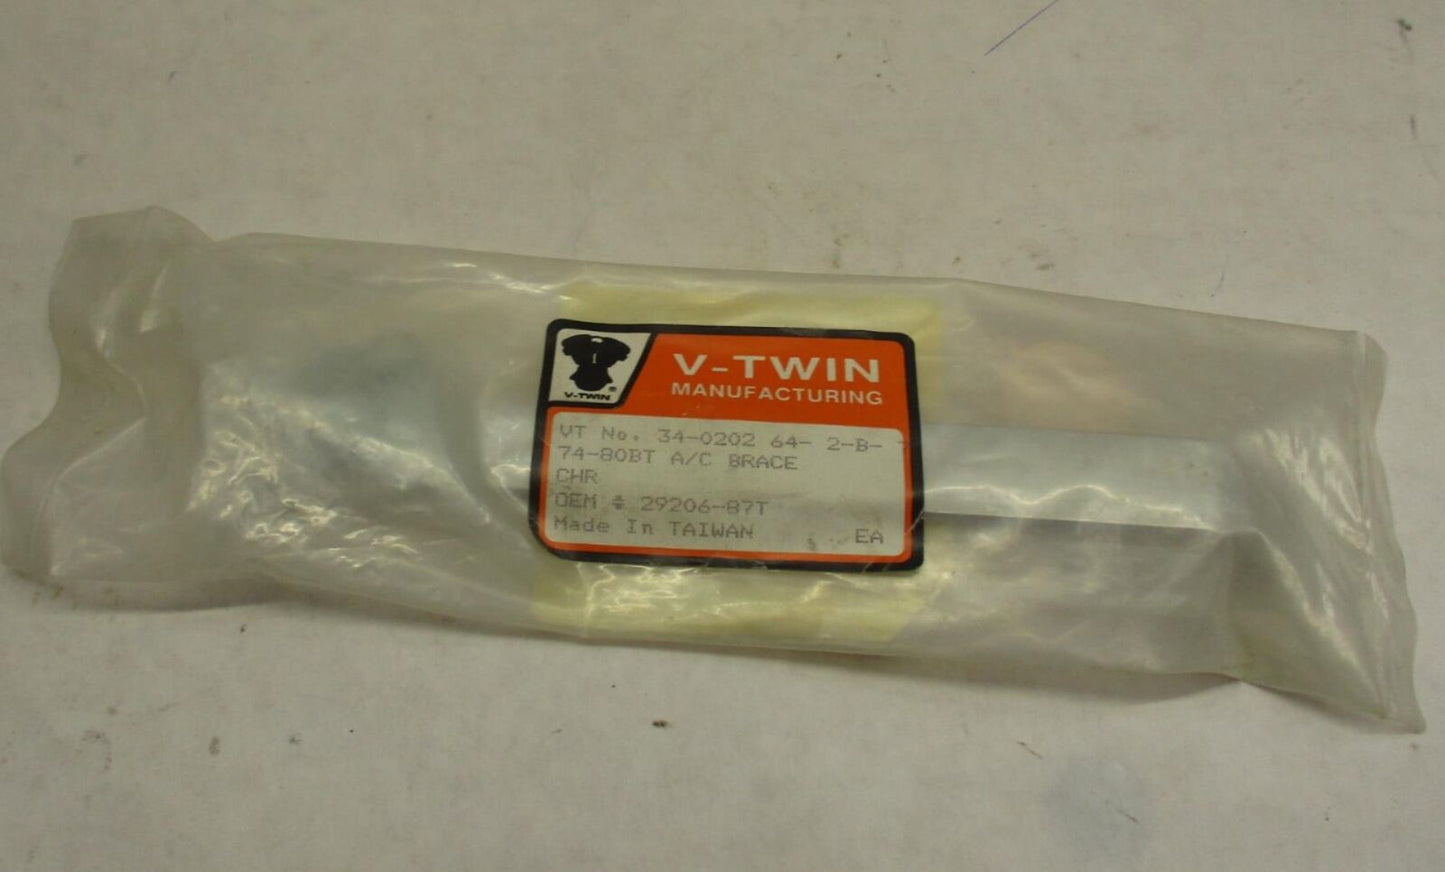 V-TWIN
MANUFACTURING
®
V-TWIN
VT No. 34-0202 64- 2-B-
74-80BT A/C BRACE
CHR
OEM # 29206-87T
Made In TAIWAN EA